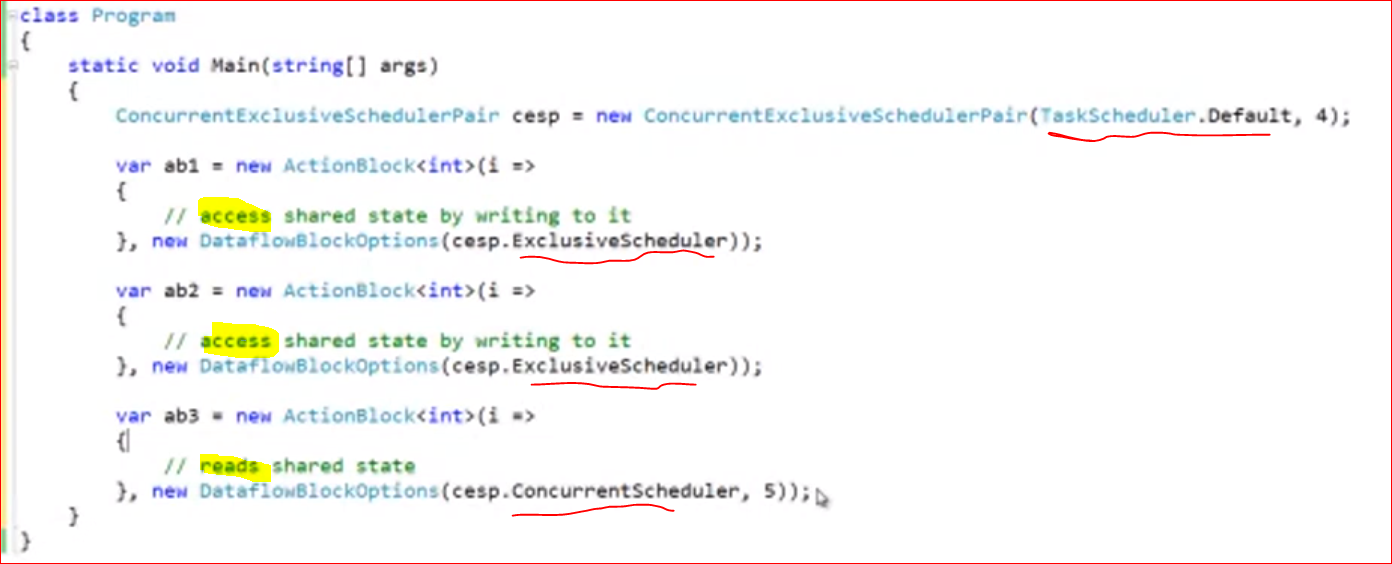 class Program
{
static void Main(string[] args)
{
ConcurrentExclusiveSchedulerPair cesp = new ConcurrentExclusiveSchedulerPair(TaskScheduler.Default, 4);
var ab1 = new ActionBlock<int>(i =>
{
// access shared state by writing to it
}, new DataflowBlockOptions(cesp.ExclusiveScheduler));
var ab2 = new ActionBlock<int>(i =>
{
// access shared state by writing to it
}, new DataflowBlockOptions(cesp.ExclusiveScheduler));
var ab3 = new ActionBlock<int>(i =>
{
// reads shared state
}, new DataflowBlockOptions(cesp.ConcurrentScheduler, 5));
}
}